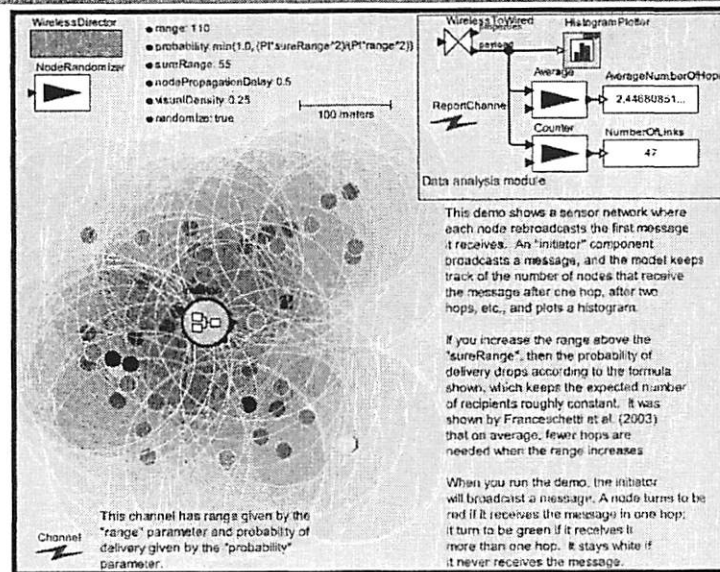 WirelessDirector
NodeRandomizer
range: 110
probability: min(1.0, (PI*sureRange^2)/(PI*range^2))
sureRange: 55
nodePropagationDelay: 0.5
visualDensity: 0.25
randomize: true
100 meters
WirelessToWired
properties
payload
HistogramPlotter
Average
AverageNumberOfHop
2.44680851...
ReportChannel
Counter
NumberOfLinks
47
Data analysis module
This demo shows a sensor network where
each node rebroadcasts the first message
it receives. An "initiator" component
broadcasts a message, and the model keeps
track of the number of nodes that receive
the message after one hop, after two
hops, etc., and plots a histogram.
If you increase the range above the
"sureRange", then the probability of
delivery drops according to the formula
shown, which keeps the expected number
of recipients roughly constant. It was
shown by Franceschetti et al. (2003)
that on average, fewer hops are
needed when the range increases
When you run the demo, the initiator
will broadcast a message. A node turns to be
red if it receives the message in one hop;
it turn to be green if it receives it
more than one hop. It stays white if
it never receives the message.
Channel
This channel has range given by the
"range" parameter and probability of
delivery given by the "probability"
parameter.